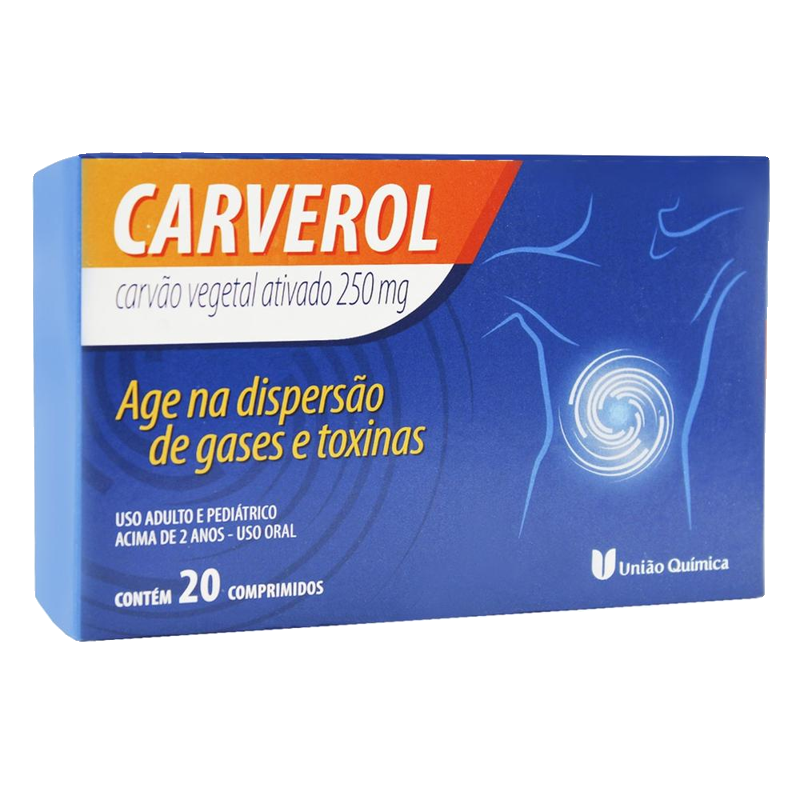 CARVEROL
carvão vegetal ativado 250 mg
Age na dispersão
de gases e toxinas
USO ADULTO E PEDIÁTRICO
ACIMA DE 2 ANOS - USO ORAL
CONTÉM 20 COMPRIMIDOS
União Química